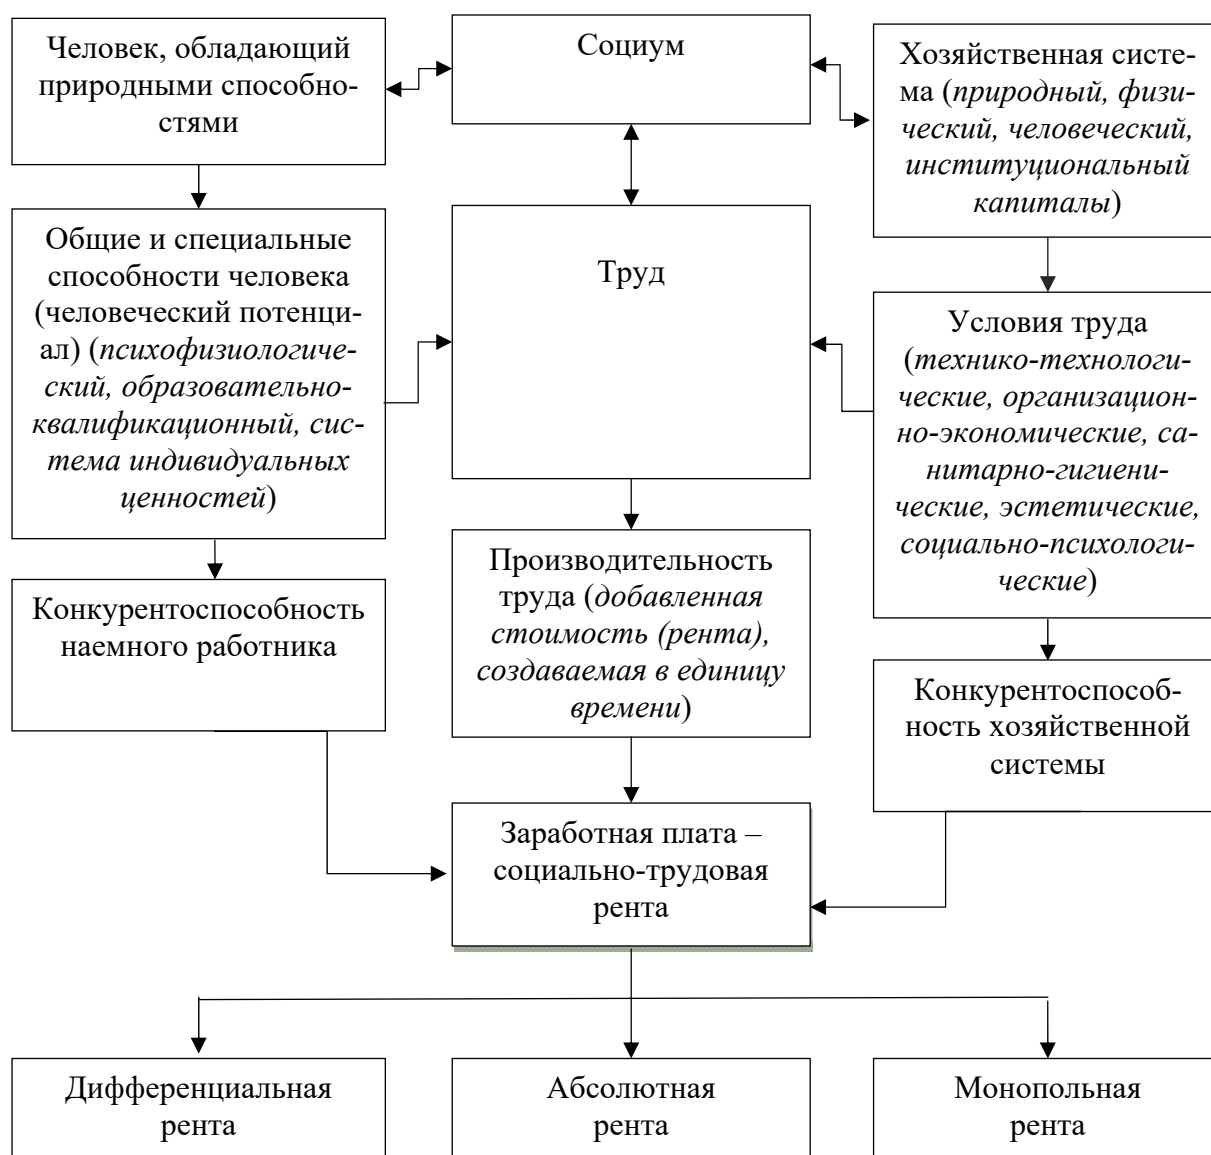 Человек, обладающий
природными способно-
стями
Социум
Хозяйственная систе-
ма (природный, физи-
ческий, человеческий,
институциональный
капиталы)
Общие и специальные
способности человека
(человеческий потенци-
ал) (психофизиологиче-
ский, образовательно-
квалификационный, сис-
тема индивидуальных
ценностей)
Труд
Условия труда
(технико-технологи-
ческие, организацион-
но-экономические, са-
нитарно-гигиени-
ческие, эстетические,
социально-психологи-
ческие)
Конкурентоспособность
наемного работника
Производительность
труда (добавленная
стоимость (рента),
создаваемая в единицу
времени)
Конкурентоспособ-
ность хозяйственной
системы
Заработная плата –
социально-трудовая
рента
Дифференциальная
рента
Абсолютная
рента
Монопольная
рента